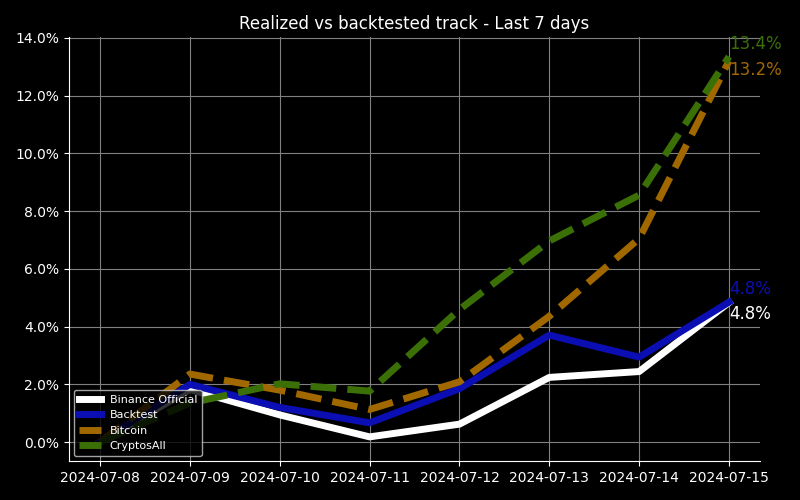 Realized vs backtested track - Last 7 days
14.0%
12.0%
10.0%
8.0%
6.0%
4.0%
2.0%
0.0%
13.4%
13.2%
4.8%
4.8%
Binance Official
Backtest
Bitcoin
CryptosAll
2024-07-08 2024-07-09 2024-07-10 2024-07-11 2024-07-12 2024-07-13 2024-07-14 2024-07-15